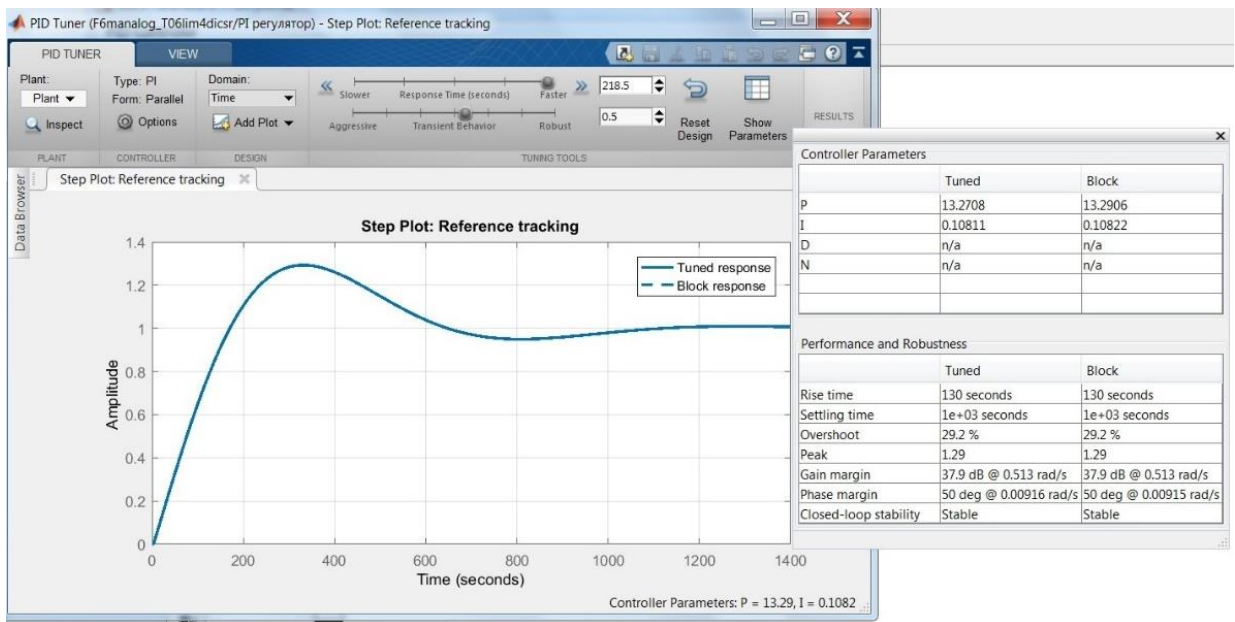 PID Tuner (F6manalog_T06lim4dicsr/PI регулятор) - Step Plot: Reference tracking
PID TUNER VIEW
Plant:
Plant
Inspect
PLANT
Type: PI
Form: Parallel
Options
CONTROLLER
Domain:
Time
Add Plot
DESIGN
Slower Response Time (seconds) Faster 218.5
Aggressive Transient Behavior Robust 0.5
TUNING TOOLS
Reset
Design
Show
Parameters
RESULTS
Data Browser
Step Plot: Reference tracking
Step Plot: Reference tracking
Tuned response
Block response
Amplitude
1.4
1.2
1
0.8
0.6
0.4
0.2
0
0 200 400 600 800 1000 1200 1400
Time (seconds)
Controller Parameters: P = 13.29, I = 0.1082
Controller Parameters
Tuned Block
P 13.2708 13.2906
I 0.10811 0.10822
D n/a n/a
N n/a n/a
Performance and Robustness
Tuned Block
Rise time 130 seconds 130 seconds
Settling time 1e+03 seconds 1e+03 seconds
Overshoot 29.2 % 29.2 %
Peak 1.29 1.29
Gain margin 37.9 dB @ 0.513 rad/s 37.9 dB @ 0.513 rad/s
Phase margin 50 deg @ 0.00916 rad/s 50 deg @ 0.00915 rad/s
Closed-loop stability Stable Stable